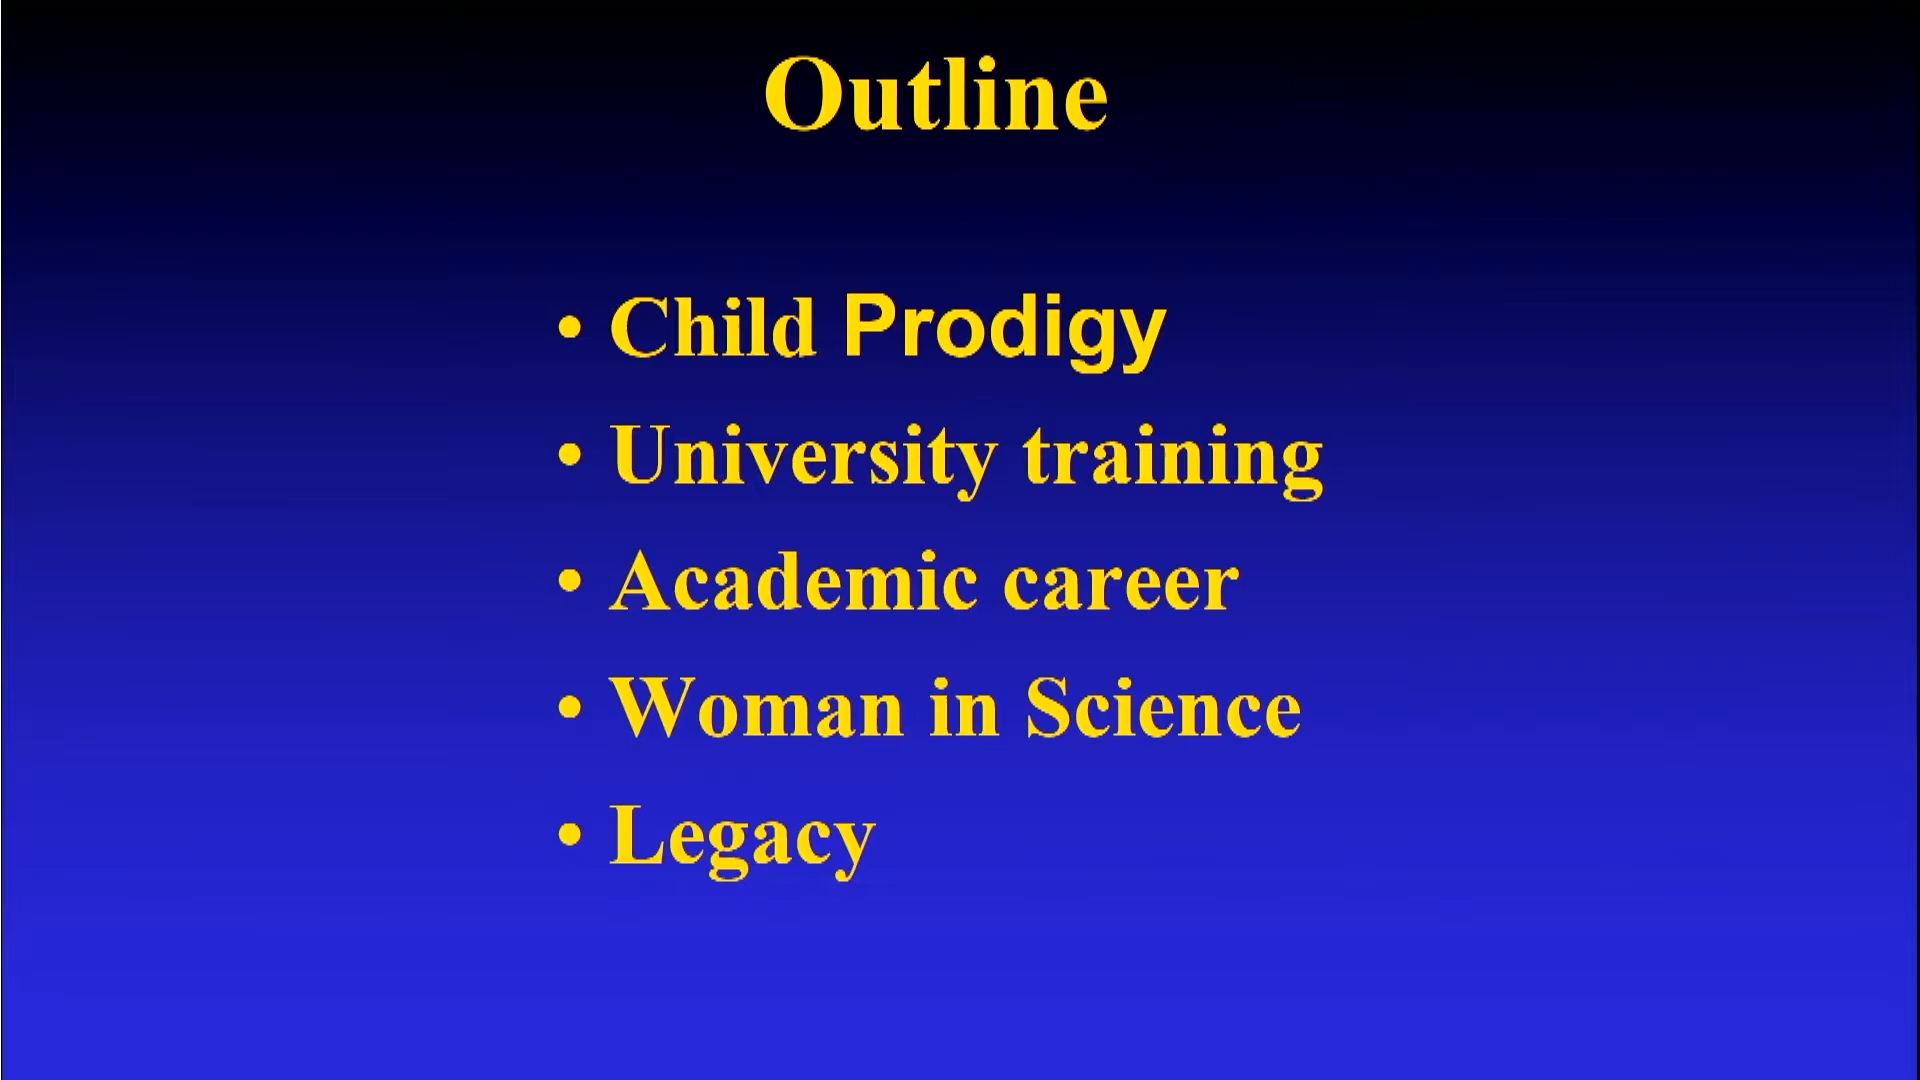 Outline
• Child Prodigy
• University training
• Academic career
• Woman in Science
• Legacy